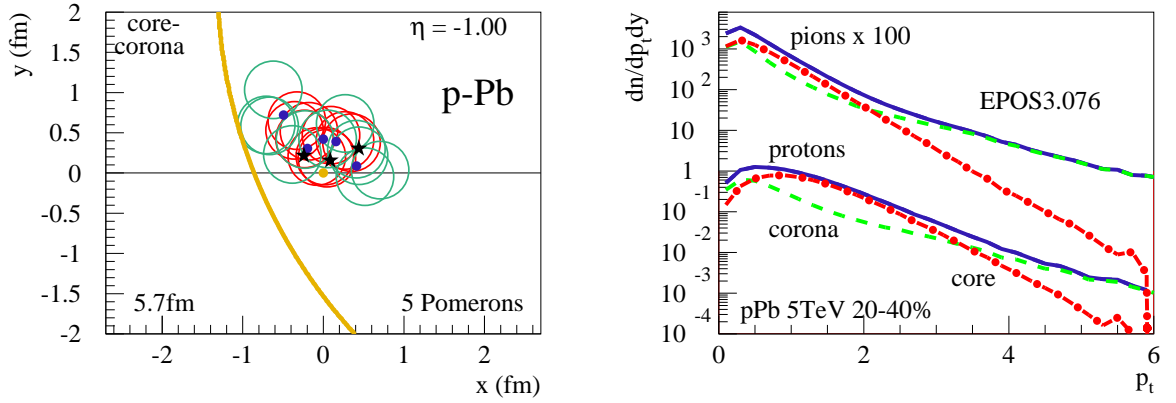 y (fm)
2
1.5
1
0.5
0
-0.5
-1
-1.5
-2
core-
corona
η = -1.00
p-Pb
5.7fm
5 Pomerons
-2
-1
0
1
2
x (fm)
dn/dp_t dy
10 ³
10 ²
10
1
10 ⁻¹
10 ⁻²
10 ⁻³
10 ⁻⁴
pions x 100
EPOS3.076
protons
corona
core
pPb 5TeV 20-40%
0
2
4
6
p_t